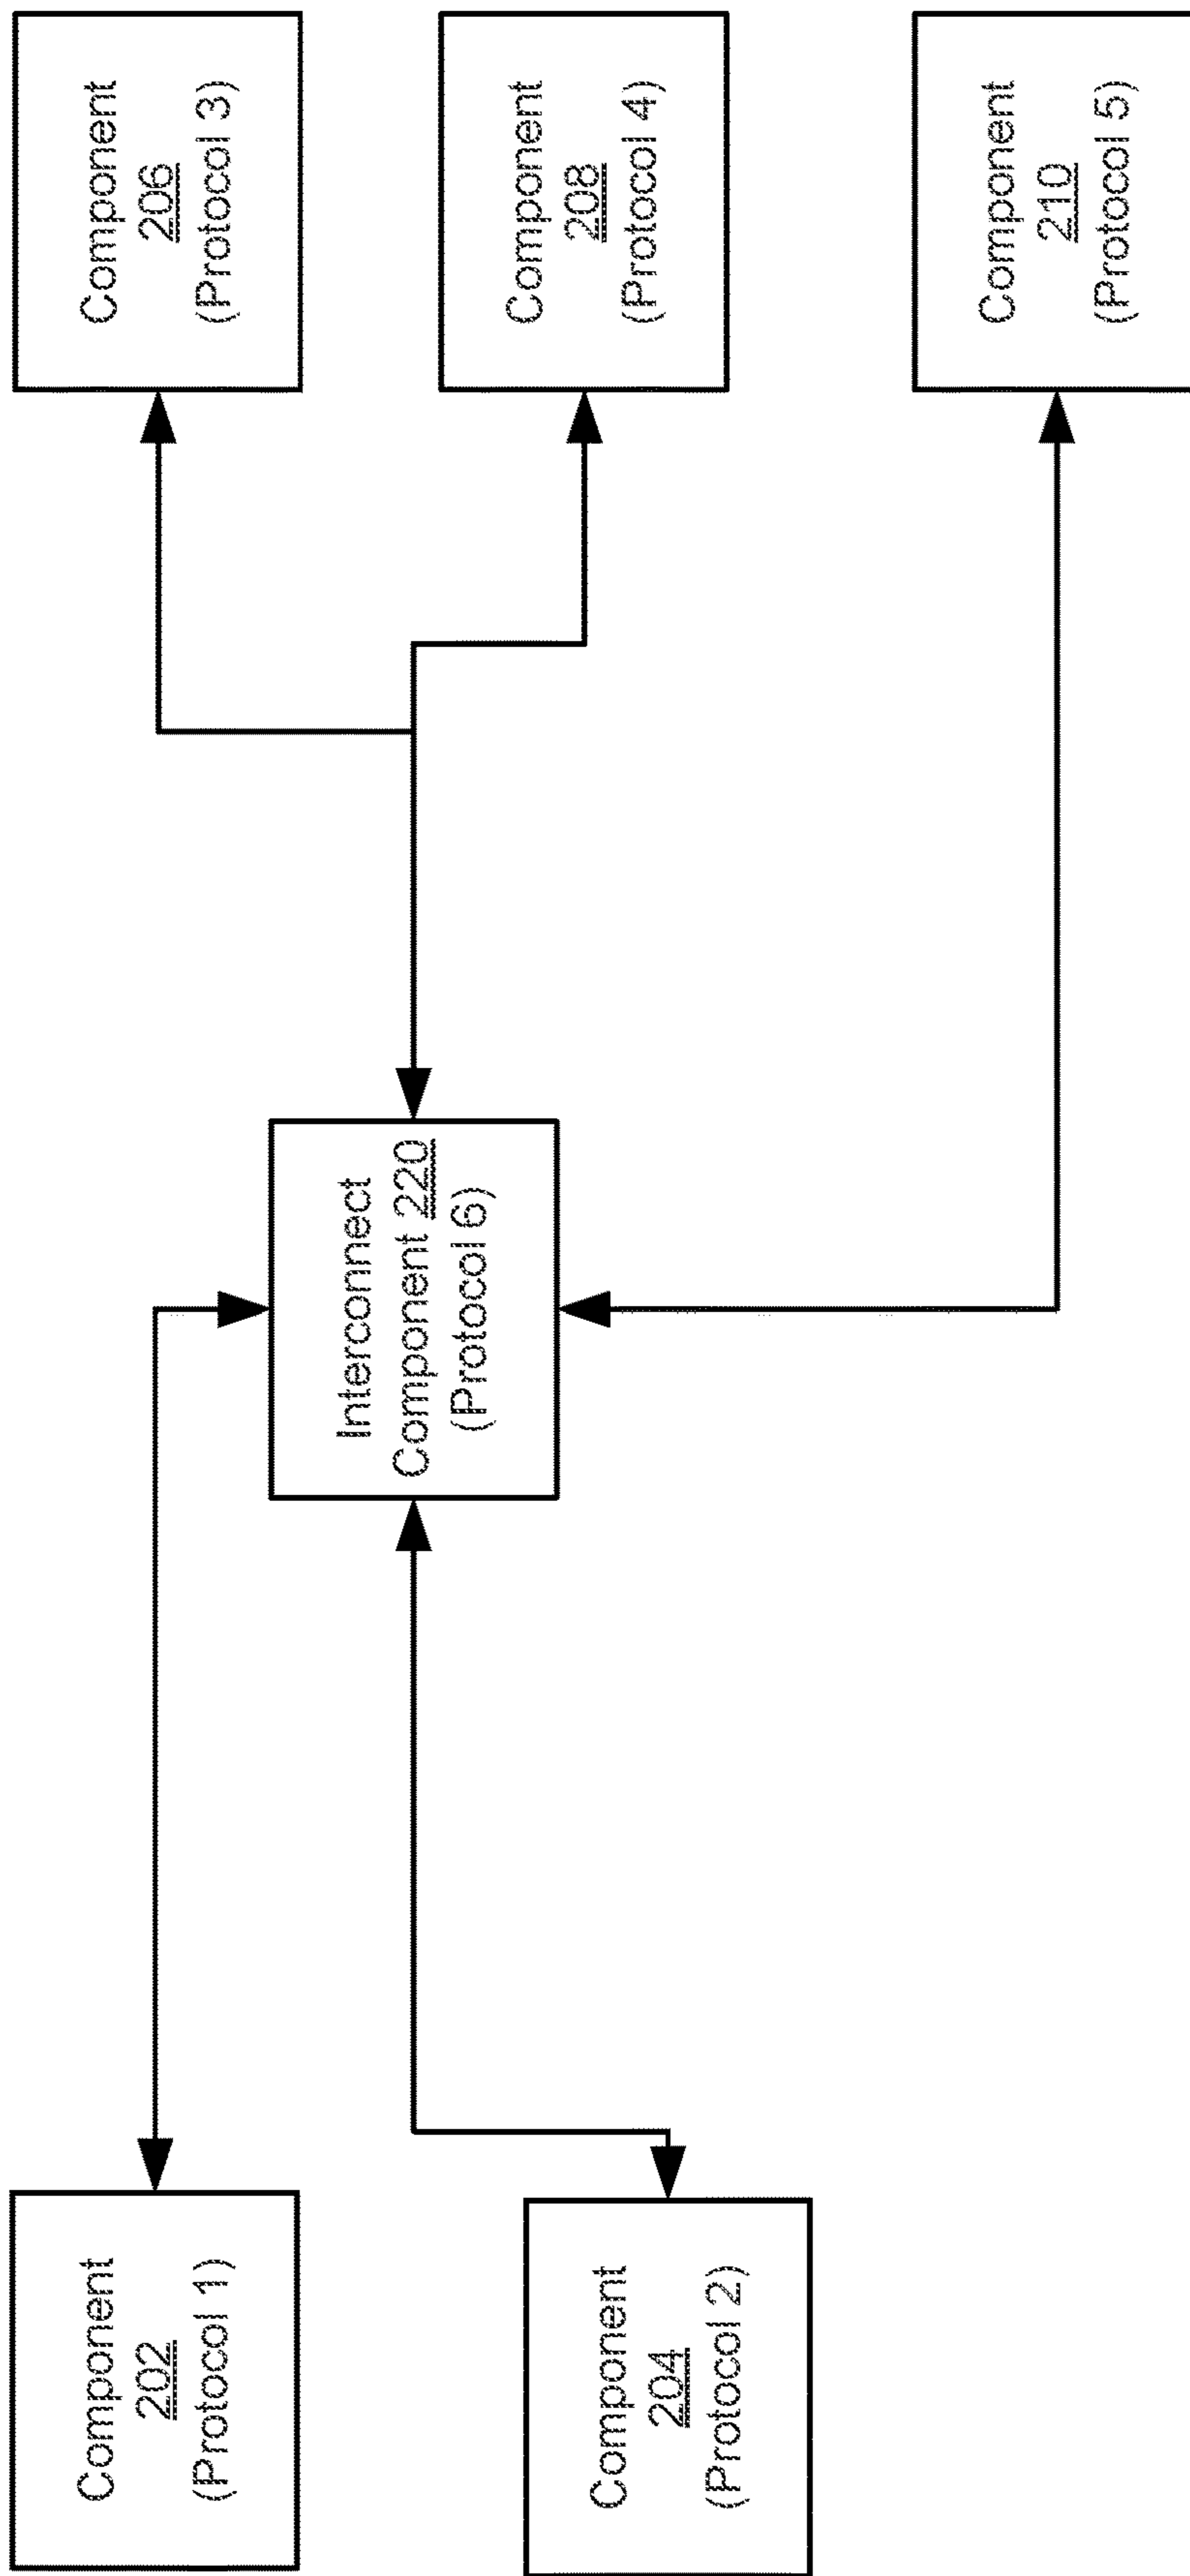 Component
202
(Protocol 1)
Component
204
(Protocol 2)
Interconnect
Component 220
(Protocol 6)
Component
206
(Protocol 3)
Component
208
(Protocol 4)
Component
210
(Protocol 5)